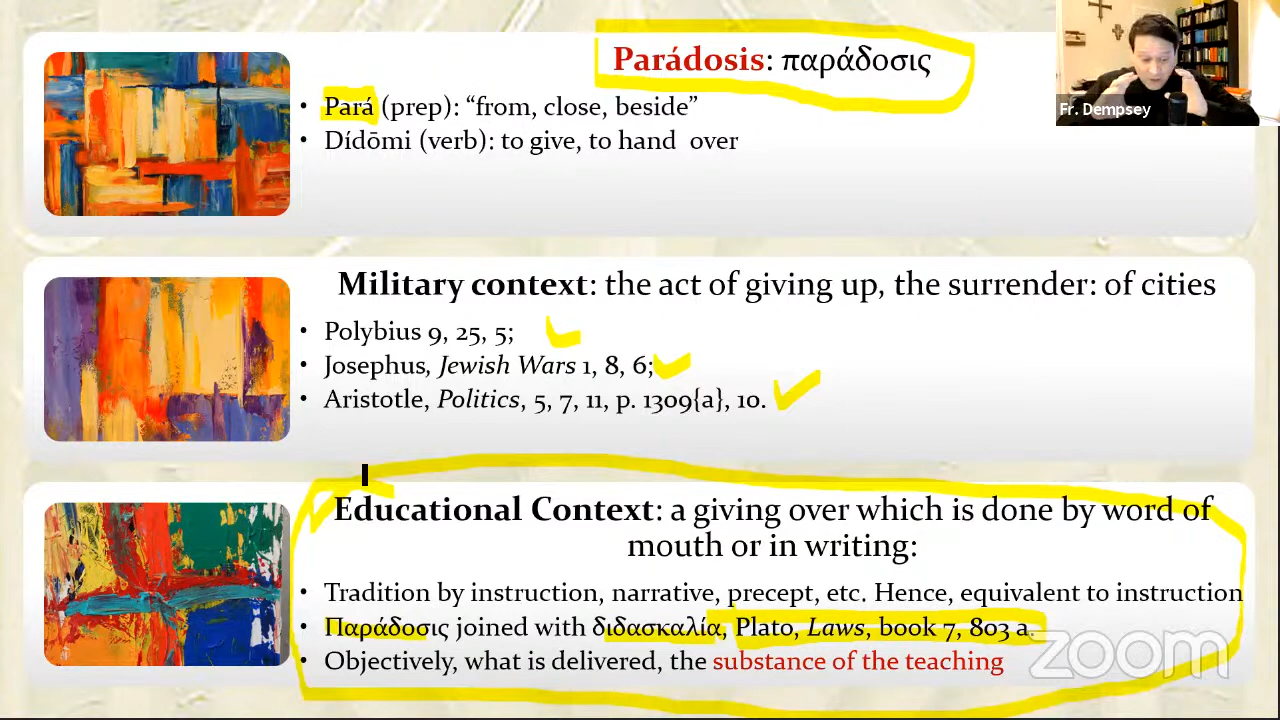 Parádosis: παράδοσις
• Pará (prep): “from, close, beside”
• Dídōmi (verb): to give, to hand over
Fr. Dempsey
Military context: the act of giving up, the surrender: of cities
• Polybius 9, 25, 5;
• Josephus, Jewish Wars 1, 8, 6;
• Aristotle, Politics, 5, 7, 11, p. 1309{a}, 10.
Educational Context: a giving over which is done by word of
mouth or in writing:
• Tradition by instruction, narrative, precept, etc. Hence, equivalent to instruction
• Παράδοσις joined with διδασκαλία, Plato, Laws, book 7, 803 a.
• Objectively, what is delivered, the substance of the teaching
zoom